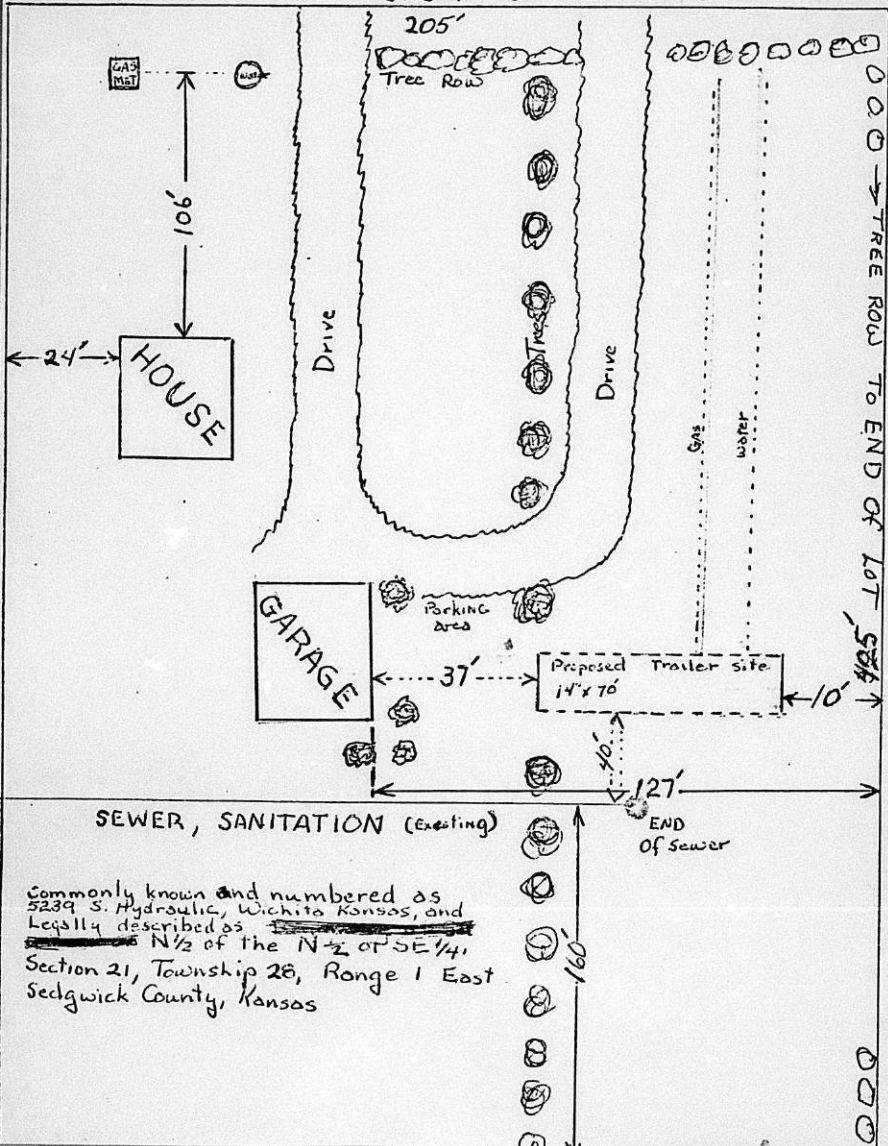 205'
GAS
MET
Water
Tree Row
106'
TREE ROW TO END OF LOT 405'
Drive
Trees
Drive
24'
HOUSE
GAS
Water
GARAGE
Parking
area
37'
Proposed Trailer site
14' x 70'
10'
40'
127'
SEWER, SANITATION (Existing)
END
Of Sewer
Commonly known and numbered as
5239 S. Hydraulic, Wichita Kansas, and
Legally described as
N½ of the N½ of SE 1/4,
Section 21, Township 28, Range 1 East
Sedgwick County, Kansas
160'